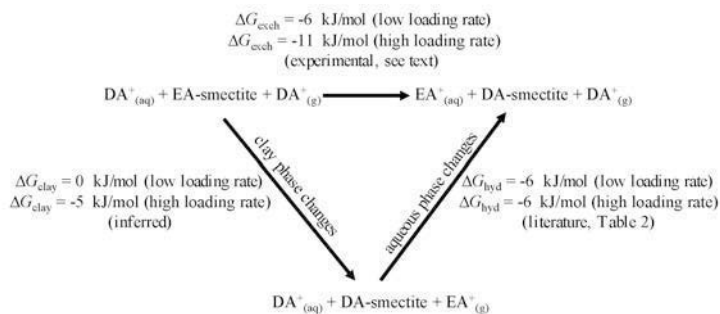 ΔG_exch = -6 kJ/mol (low loading rate)
ΔG_exch = -11 kJ/mol (high loading rate)
(experimental, see text)
DA⁺(aq) + EA-smectite + DA⁺(g) → EA⁺(aq) + DA-smectite + DA⁺(g)
clay phase changes
aqueous phase changes
ΔG_clay = 0 kJ/mol (low loading rate)
ΔG_clay = -5 kJ/mol (high loading rate)
(inferred)
ΔG_hyd = -6 kJ/mol (low loading rate)
ΔG_hyd = -6 kJ/mol (high loading rate)
(literature, Table 2)
DA⁺(aq) + DA-smectite + EA⁺(g)